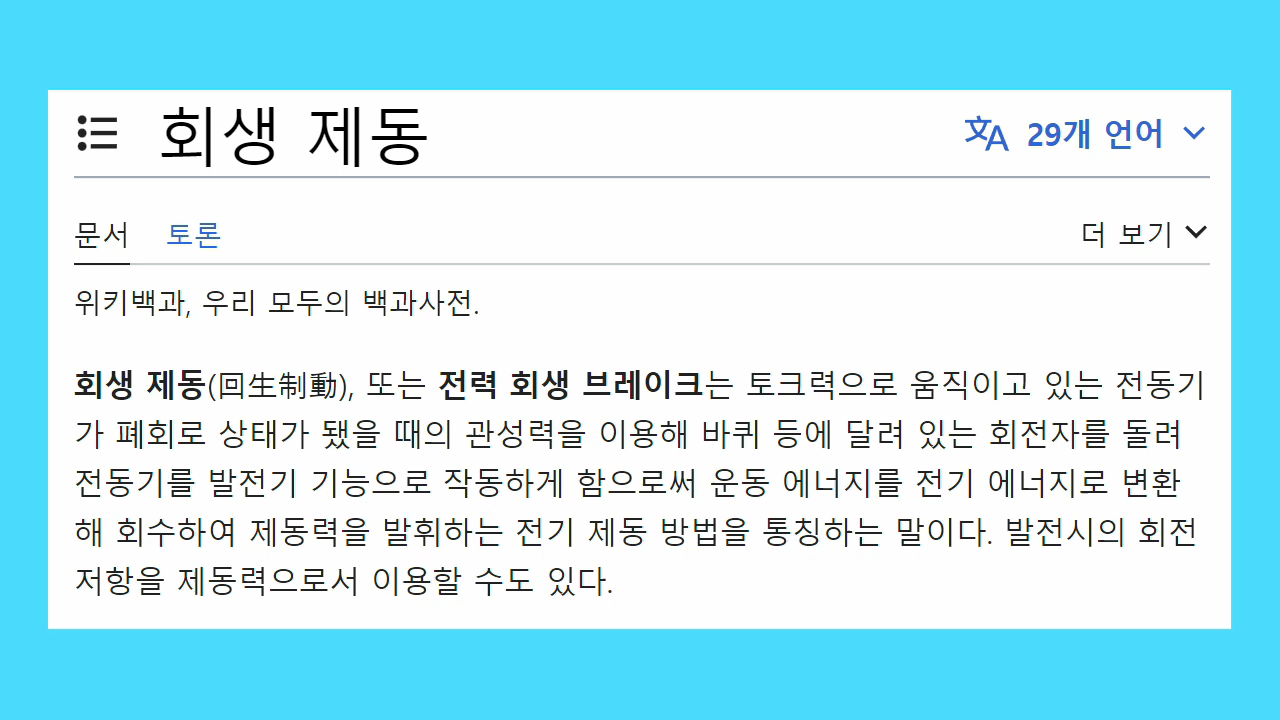 회생 제동
29개 언어
문서 토론 더 보기
위키백과, 우리 모두의 백과사전.
회생 제동(回生制動), 또는 전력 회생 브레이크는 토크력으로 움직이고 있는 전동기
가 폐회로 상태가 됐을 때의 관성력을 이용해 바퀴 등에 달려 있는 회전자를 돌려
전동기를 발전기 기능으로 작동하게 함으로써 운동 에너지를 전기 에너지로 변환
해 회수하여 제동력을 발휘하는 전기 제동 방법을 통칭하는 말이다. 발전시의 회전
저항을 제동력으로서 이용할 수도 있다.